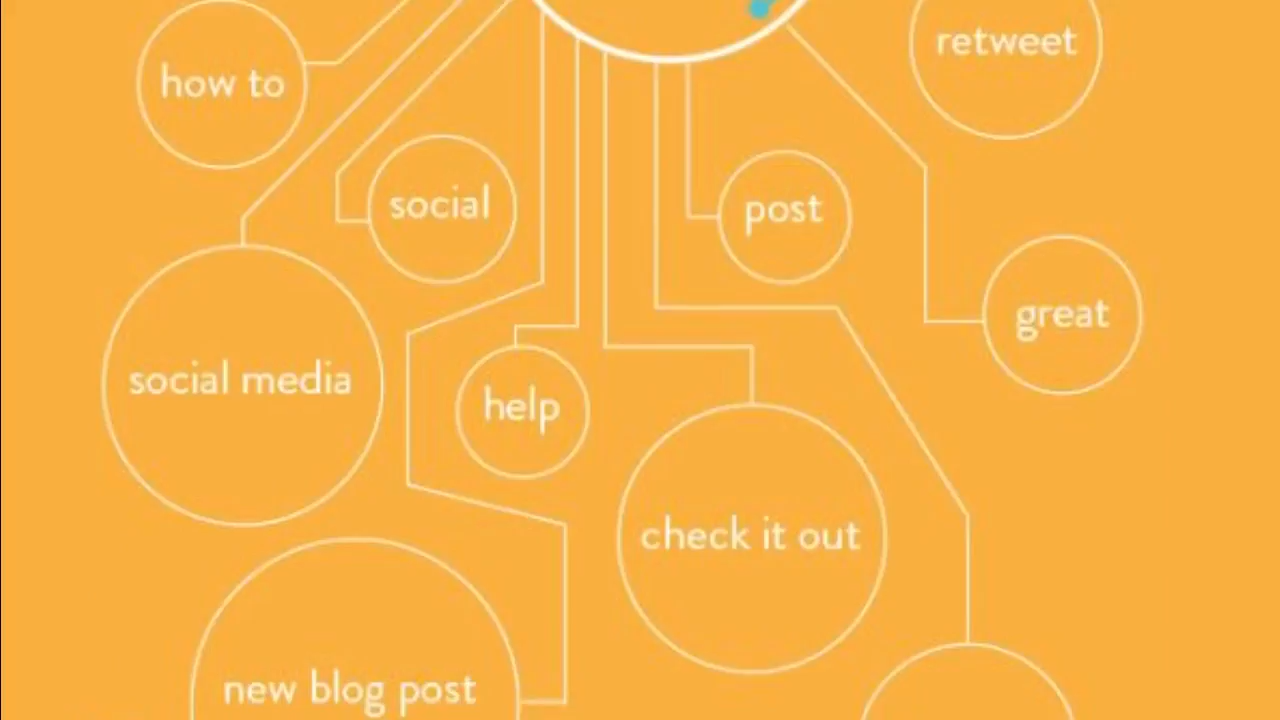 retweet
how to
social
post
great
social media
help
check it out
new blog post